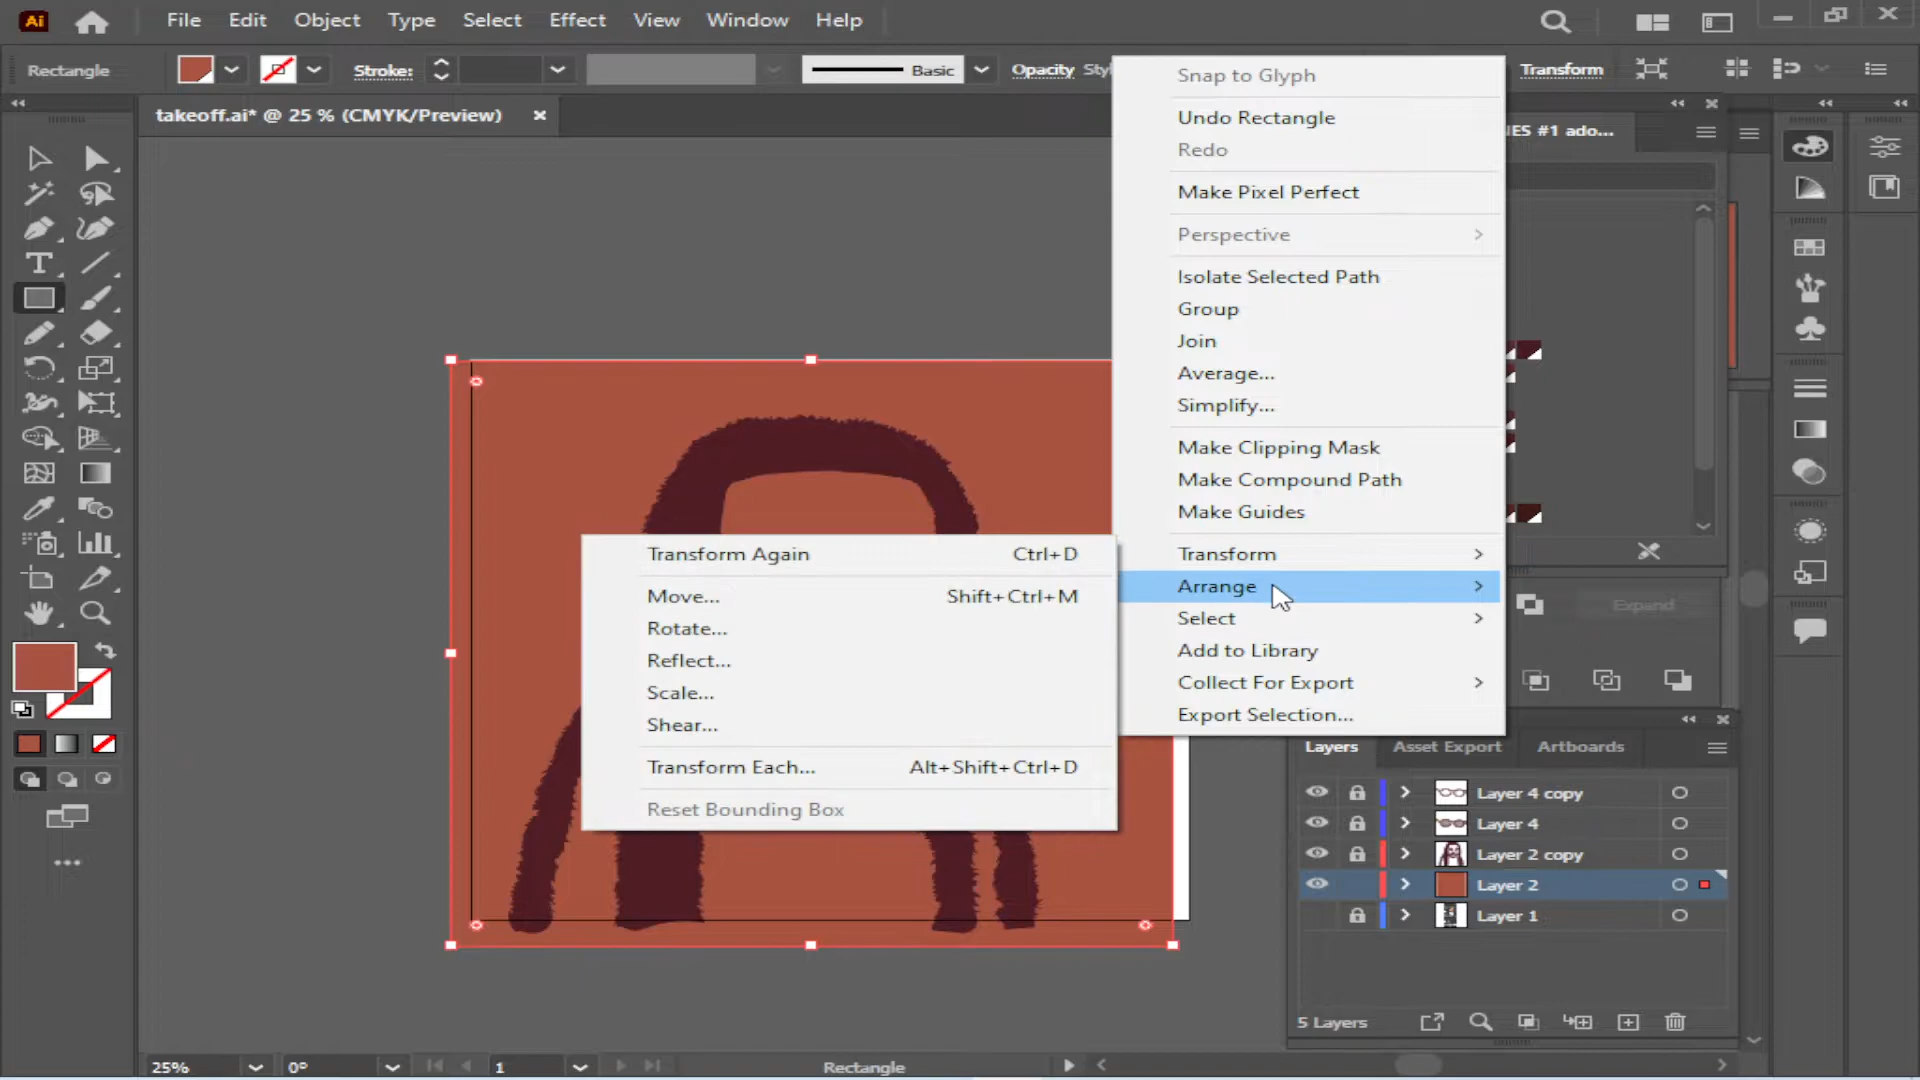 Ai
File Edit Object Type Select Effect View Window Help
Rectangle
Stroke:
Basic
Opacity
Transform
takeoff.ai* @ 25 % (CMYK/Preview)
Snap to Glyph
Undo Rectangle
Redo
Make Pixel Perfect
Perspective
Isolate Selected Path
Group
Join
Average...
Simplify...
Make Clipping Mask
Make Compound Path
Make Guides
Transform
Arrange
Select
Add to Library
Collect For Export
Export Selection...
Transform Again Ctrl+D
Move... Shift+Ctrl+M
Rotate...
Reflect...
Scale...
Shear...
Transform Each... Alt+Shift+Ctrl+D
Reset Bounding Box
#1 ado...
Expand
Layers Asset Export Artboards
Layer 4 copy
Layer 4
Layer 2 copy
Layer 2
Layer 1
5 Layers
25% 0° 1 Rectangle